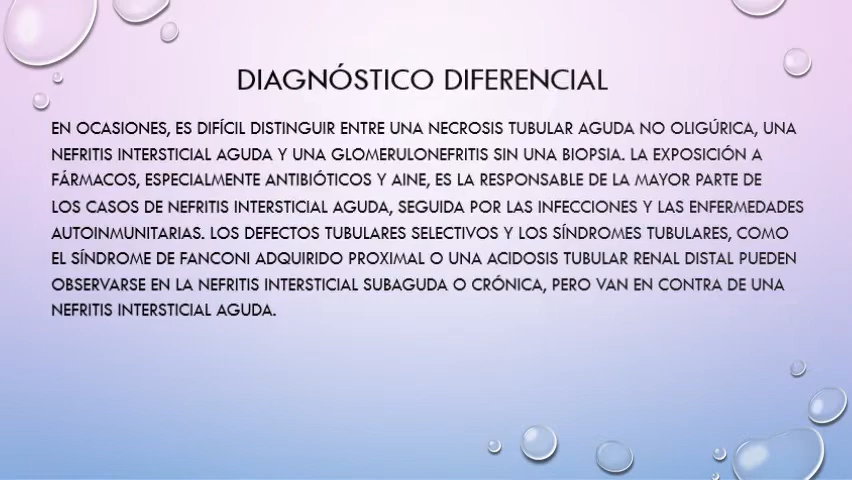 DIAGNÓSTICO DIFERENCIAL
EN OCASIONES, ES DIFÍCIL DISTINGUIR ENTRE UNA NECROSIS TUBULAR AGUDA NO OLIGÚRICA, UNA
NEFRITIS INTERSTICIAL AGUDA Y UNA GLOMERULONEFRITIS SIN UNA BIOPSIA. LA EXPOSICIÓN A
FÁRMACOS, ESPECIALMENTE ANTIBIÓTICOS Y AINE, ES LA RESPONSABLE DE LA MAYOR PARTE DE
LOS CASOS DE NEFRITIS INTERSTICIAL AGUDA, SEGUIDA POR LAS INFECCIONES Y LAS ENFERMEDADES
AUTOINMUNITARIAS. LOS DEFECTOS TUBULARES SELECTIVOS Y LOS SÍNDROMES TUBULARES, COMO
EL SÍNDROME DE FANCONI ADQUIRIDO PROXIMAL O UNA ACIDOSIS TUBULAR RENAL DISTAL PUEDEN
OBSERVARSE EN LA NEFRITIS INTERSTICIAL SUBAGUDA O CRÓNICA, PERO VAN EN CONTRA DE UNA
NEFRITIS INTERSTICIAL AGUDA.